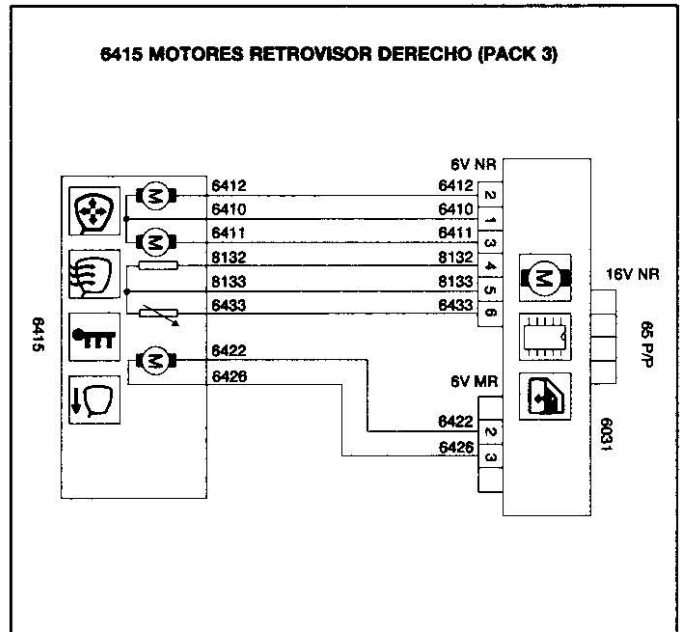 6415 MOTORES RETROVISOR DERECHO (PACK 3)
6V NR
6412 6412 2
6410 6410 1
6411 6411 3
8132 8132 4
8133 8133 5
6433 6433 6
M
M
M
M
16V NR
65 P/P
6415
6422
6426
6V MR
6422 2
6426 3
6031